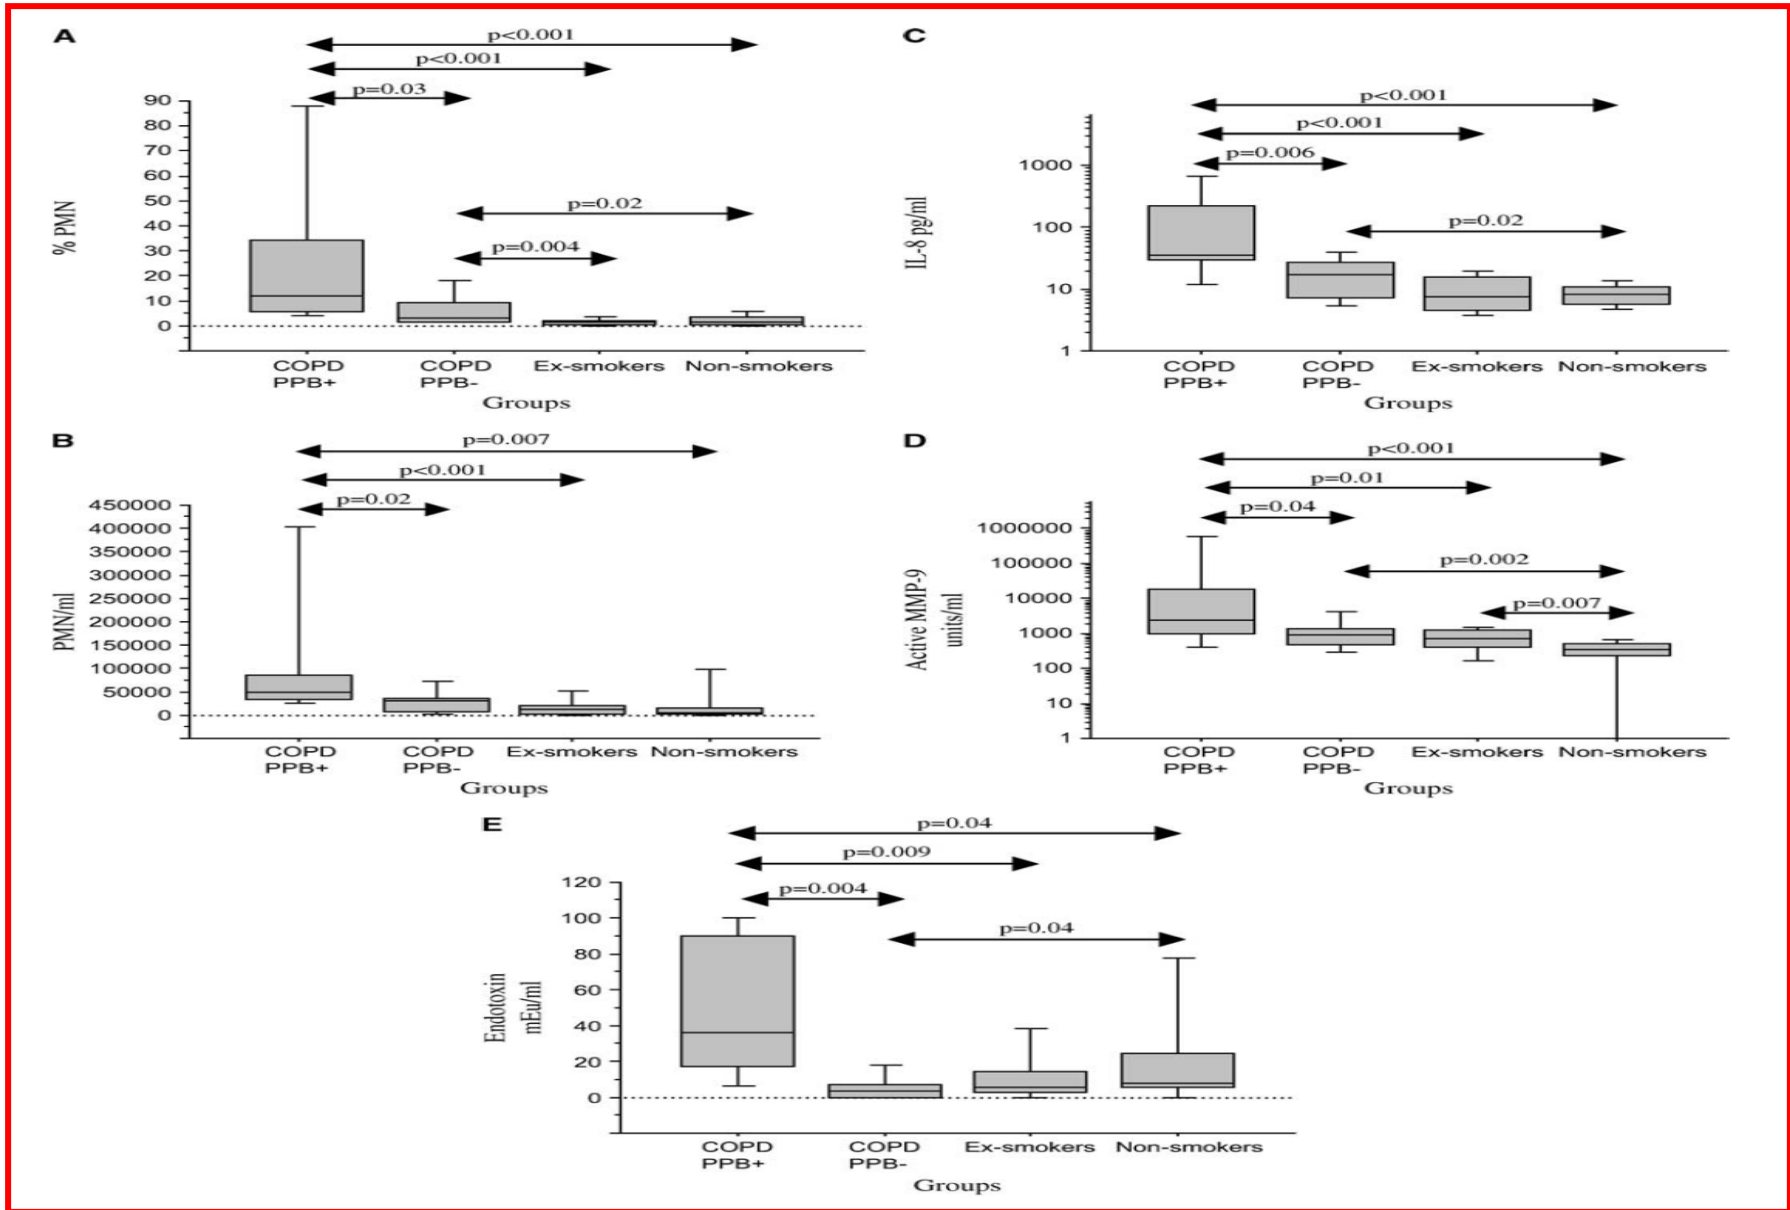 A
p<0.001
p<0.001
p=0.03
90
80
70
60
50
40
30
20
10
0
% PMN
p=0.02
p=0.004
COPD PPB+
COPD PPB-
Ex-smokers
Non-smokers
Groups
C
p<0.001
p<0.001
p=0.006
1000
100
10
1
IL-8 pg/ml
p=0.02
COPD PPB+
COPD PPB-
Ex-smokers
Non-smokers
Groups
B
p=0.007
p<0.001
p=0.02
450000
400000
350000
300000
250000
200000
150000
100000
50000
0
PMN/ml
COPD PPB+
COPD PPB-
Ex-smokers
Non-smokers
Groups
D
p<0.001
p=0.01
p=0.04
1000000
100000
10000
1000
100
10
1
Active MMP-9
units/ml
p=0.002
p=0.007
COPD PPB+
COPD PPB-
Ex-smokers
Non-smokers
Groups
E
p=0.04
p=0.009
p=0.004
120
100
80
60
40
20
0
Endotoxin
mEu/ml
p=0.04
COPD PPB+
COPD PPB-
Ex-smokers
Non-smokers
Groups